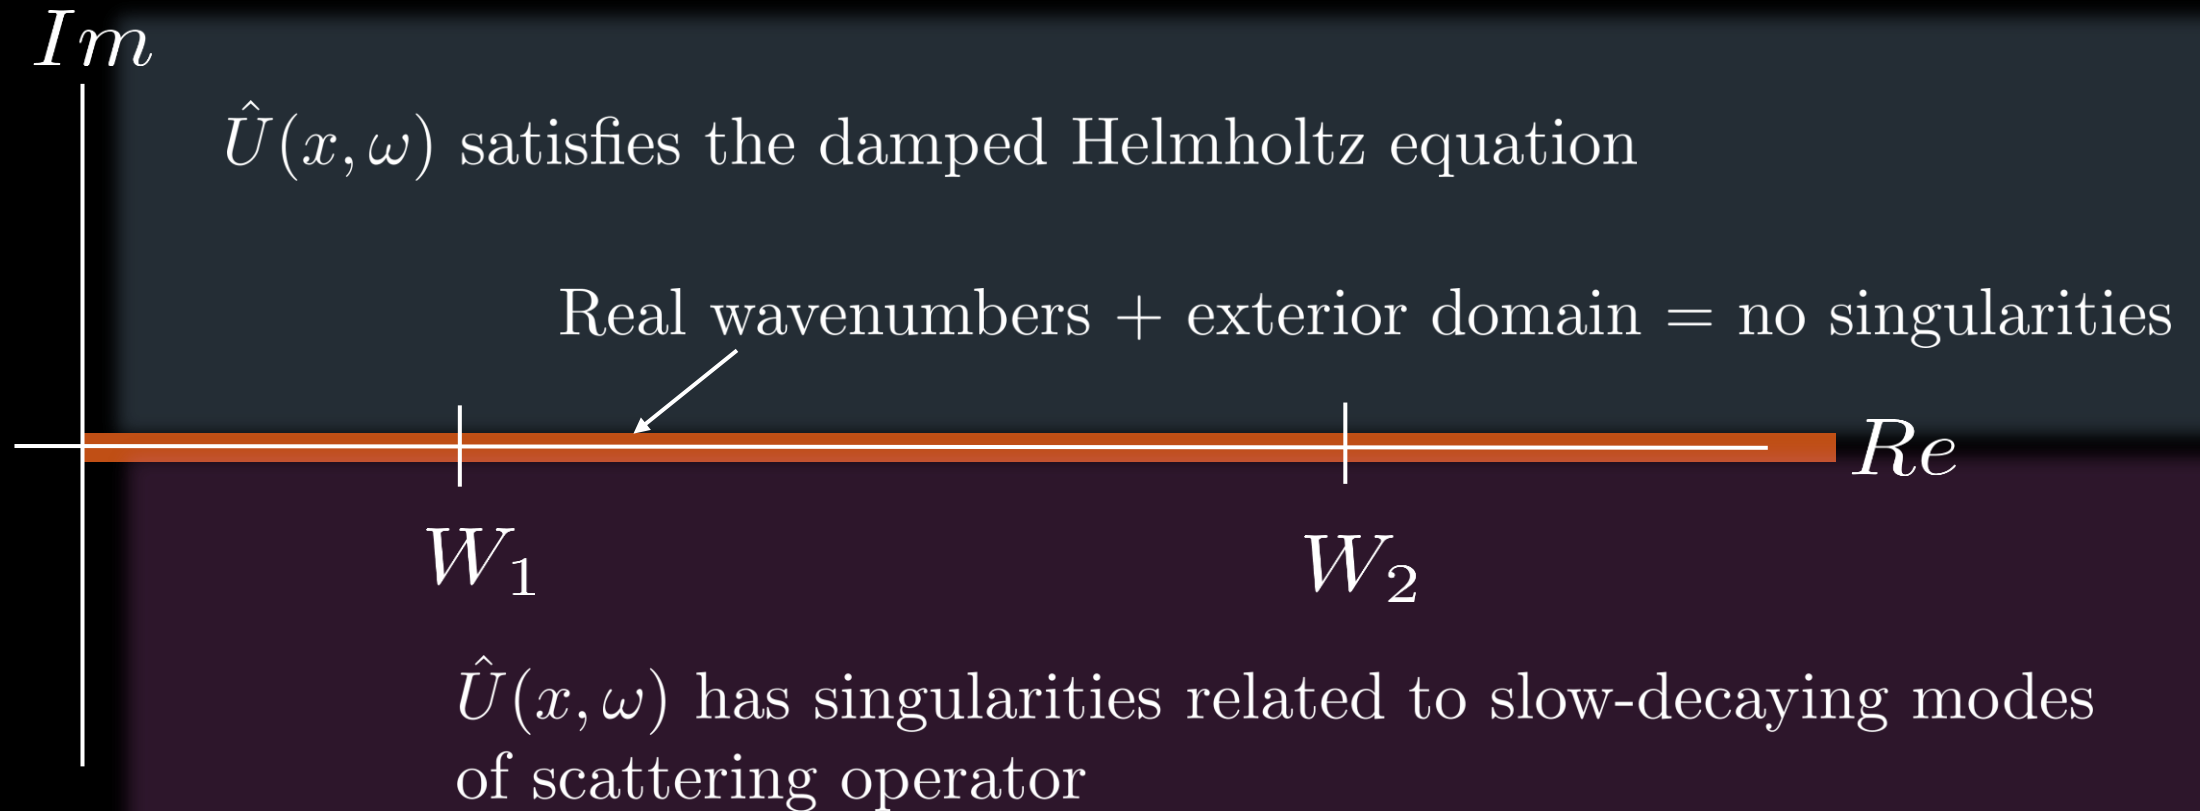 Im
Û(x, ω) satisfies the damped Helmholtz equation
Real wavenumbers + exterior domain = no singularities
Re
W₁
W₂
Û(x, ω) has singularities related to slow-decaying modes
of scattering operator